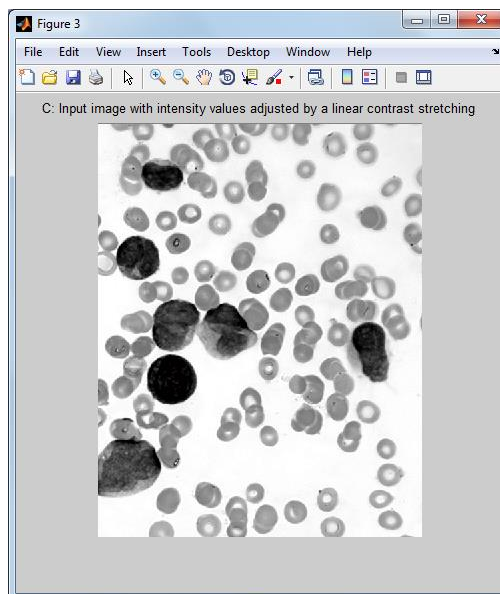 Figure 3
File Edit View Insert Tools Desktop Window Help
C: Input image with intensity values adjusted by a linear contrast stretching